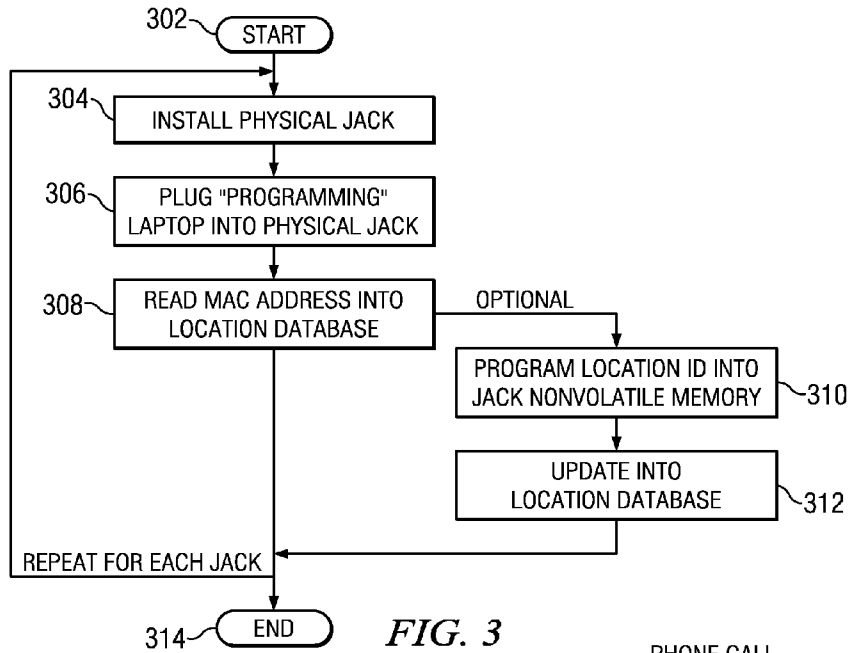 302
START
304
INSTALL PHYSICAL JACK
306
PLUG "PROGRAMMING"
LAPTOP INTO PHYSICAL JACK
308
READ MAC ADDRESS INTO
LOCATION DATABASE
OPTIONAL
PROGRAM LOCATION ID INTO
JACK NONVOLATILE MEMORY
310
UPDATE INTO
LOCATION DATABASE
312
REPEAT FOR EACH JACK
314
END
FIG. 3
PHONE CALL